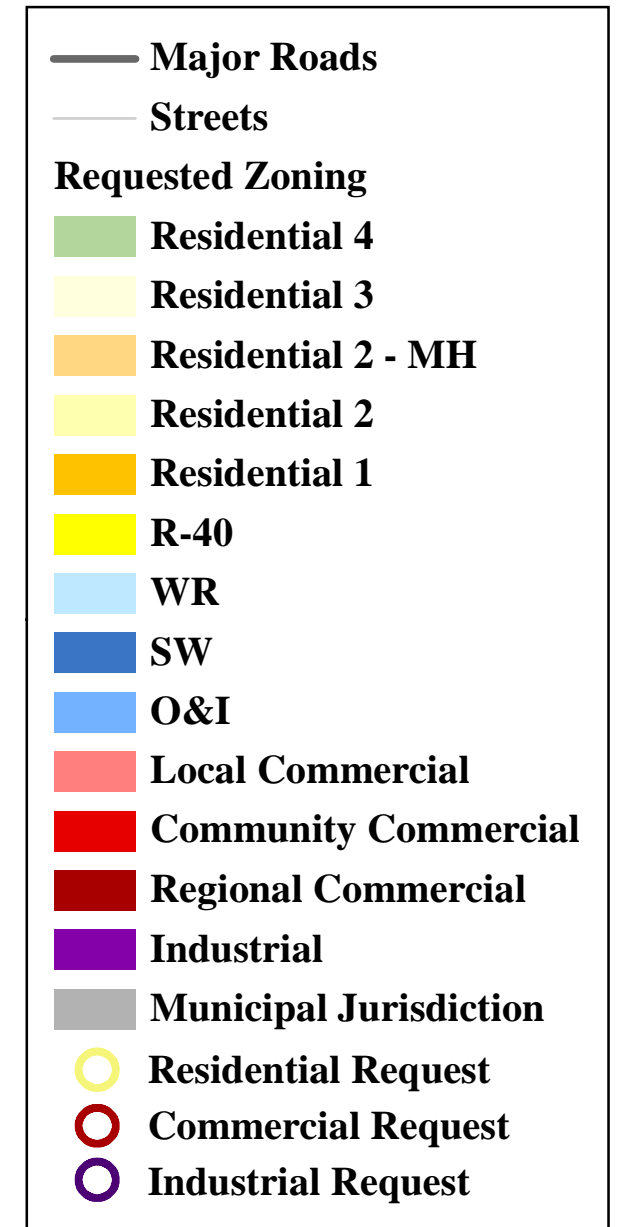 Major Roads
Streets
Requested Zoning
Residential 4
Residential 3
Residential 2 - MH
Residential 2
Residential 1
R-40
WR
SW
O&I
Local Commercial
Community Commercial
Regional Commercial
Industrial
Municipal Jurisdiction
Residential Request
Commercial Request
Industrial Request